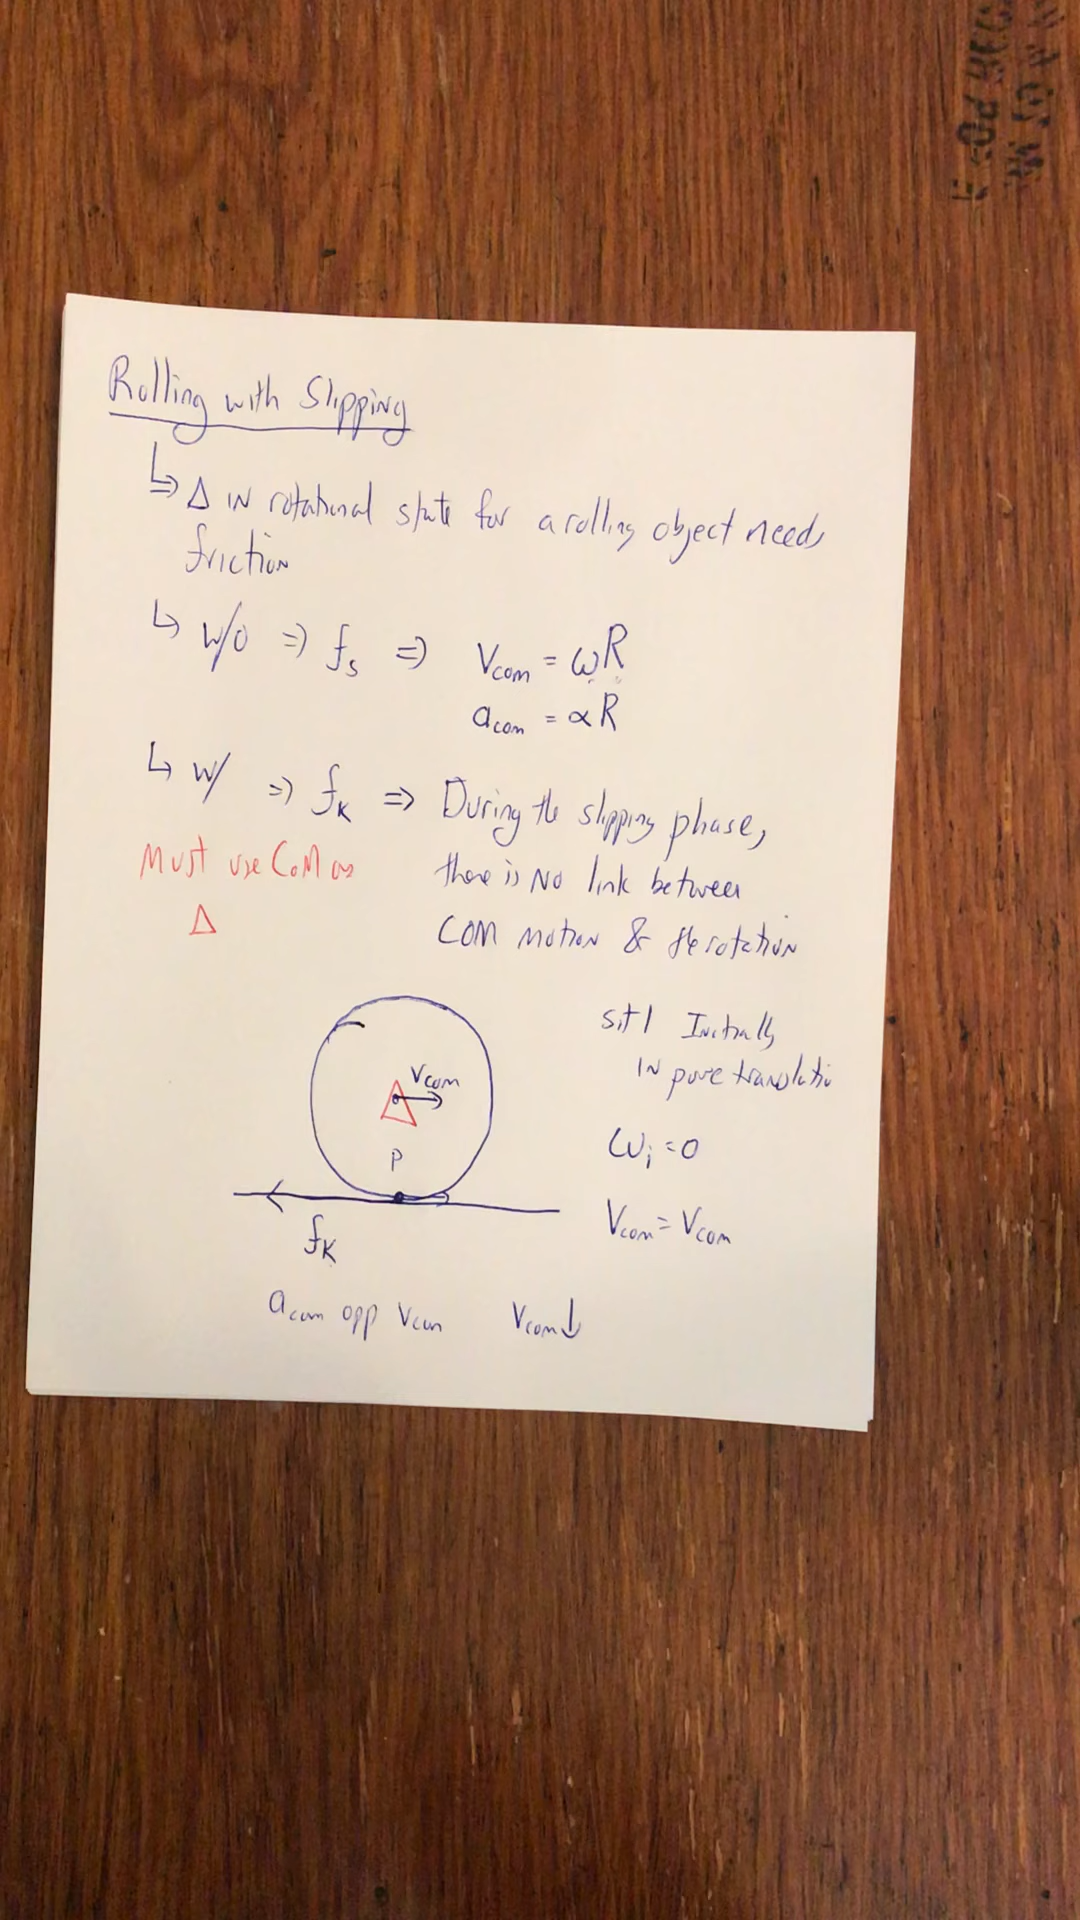 Rolling with Slipping
↳ Δ in rotational state for a rolling object needs
friction
↳ w/o ⇒ fs ⇒ Vcom = ωR
acom = αR
↳ w/ ⇒ fK ⇒ During the slipping phase,
there is no link between
COM motion & the rotation
Must use CoM as
Δ
sit 1 Initially
in pure translatio
ωi = 0
Vcom = Vcom
Vcom
P
fK
acom opp Vcom Vcom↓